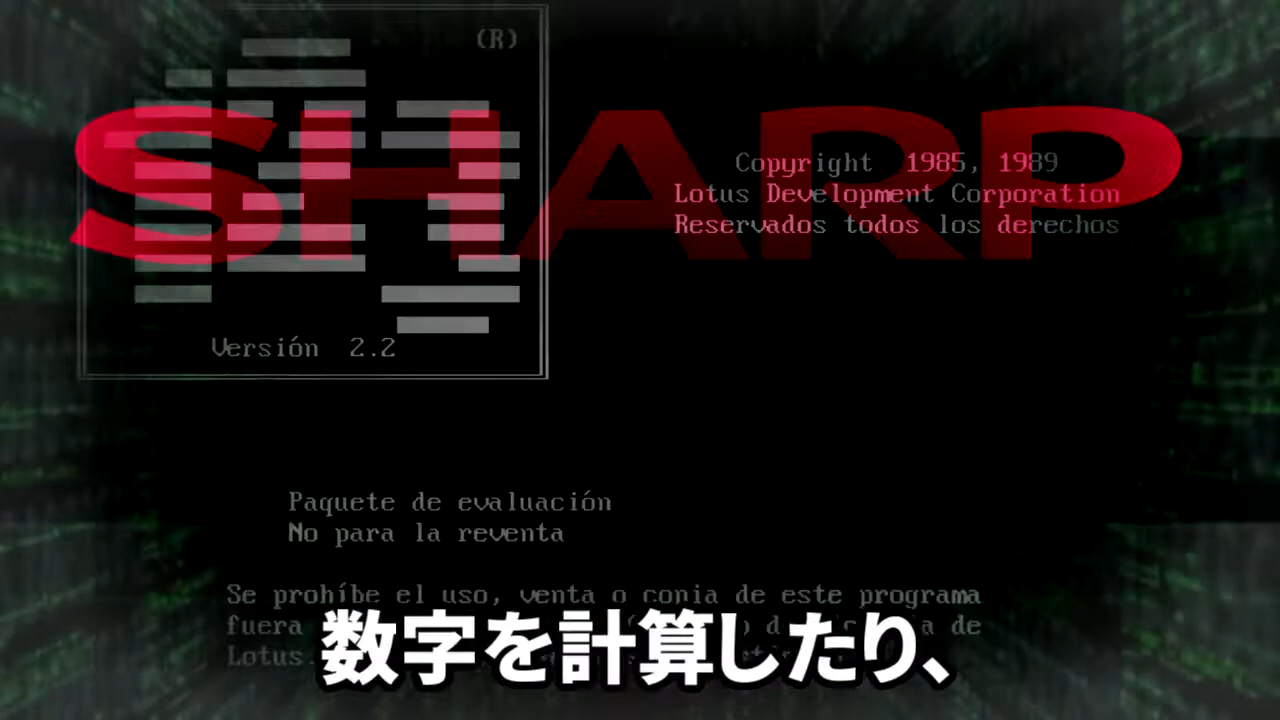 (R)
SHARP
Copyright 1985, 1989
Lotus Development Corporation
Reservados todos los derechos
Versión 2.2
Paquete de evaluación
No para la reventa
Se prohíbe el uso, venta o copia de este programa
fuera de
Lotus.
数字を計算したり、